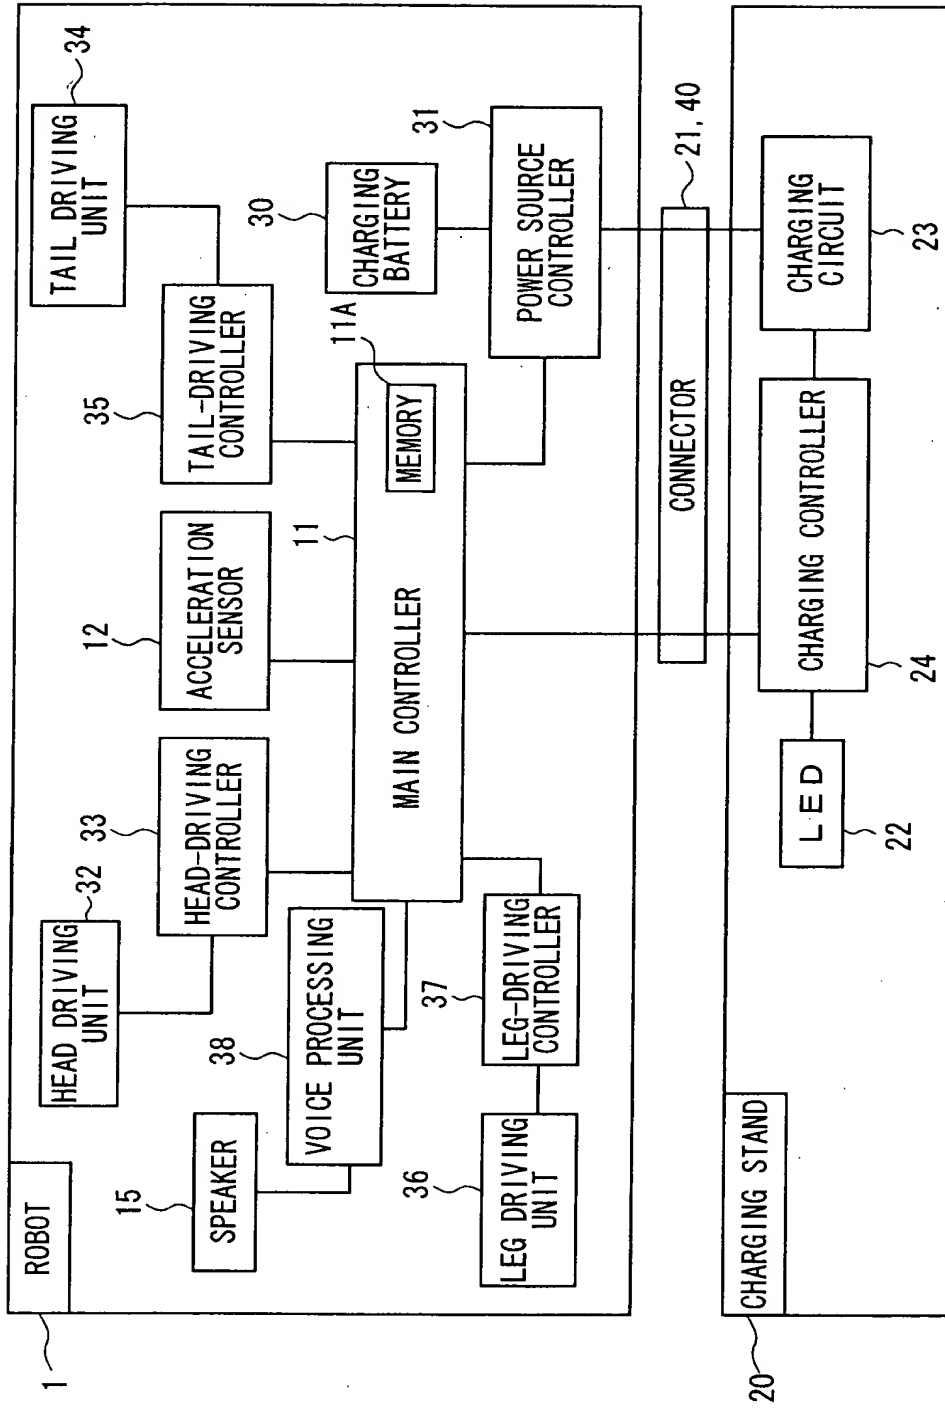 1
ROBOT
32
HEAD DRIVING
UNIT
33
HEAD-DRIVING
CONTROLLER
12
ACCELERATION
SENSOR
35
TAIL-DRIVING
CONTROLLER
34
TAIL DRIVING
UNIT
15
SPEAKER
38
VOICE PROCESSING
UNIT
11
MAIN CONTROLLER
11A
MEMORY
30
CHARGING
BATTERY
36
LEG DRIVING
UNIT
37
LEG-DRIVING
CONTROLLER
31
POWER SOURCE
CONTROLLER
CONNECTOR
21, 40
20
CHARGING STAND
LED
22
CHARGING CONTROLLER
24
CHARGING
CIRCUIT
23